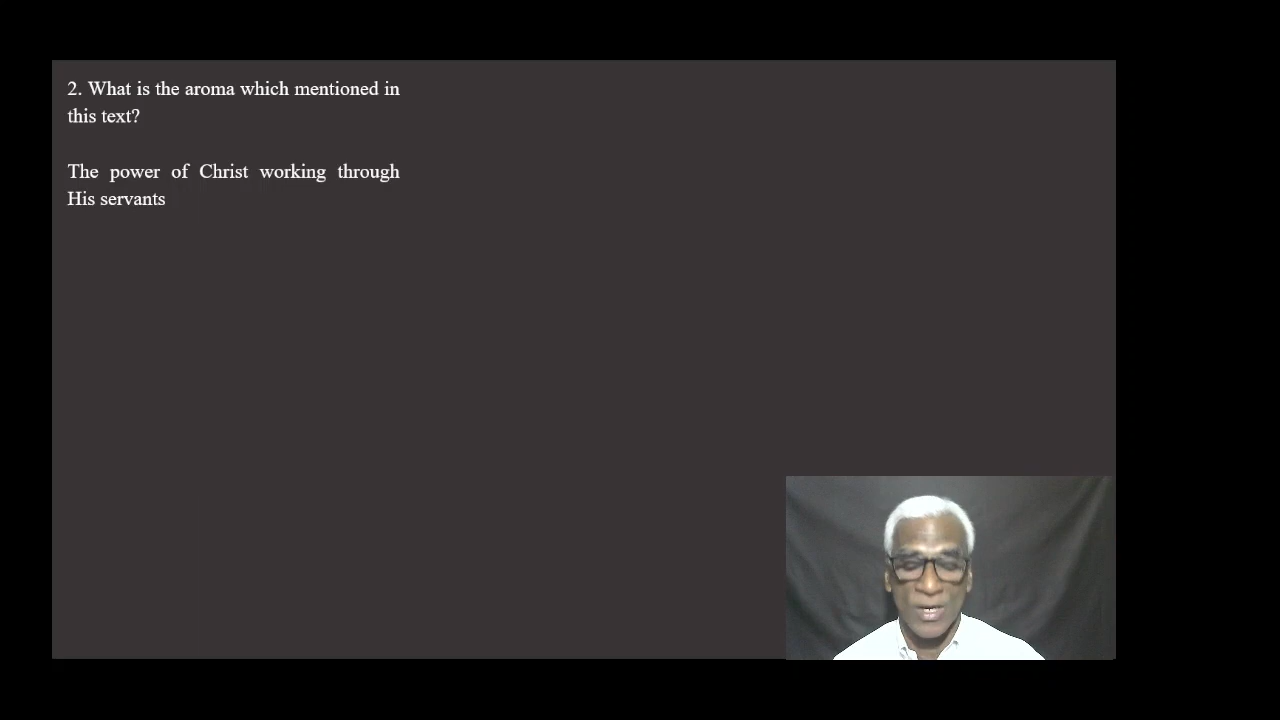 2. What is the aroma which mentioned in
this text?
The power of Christ working through
His servants